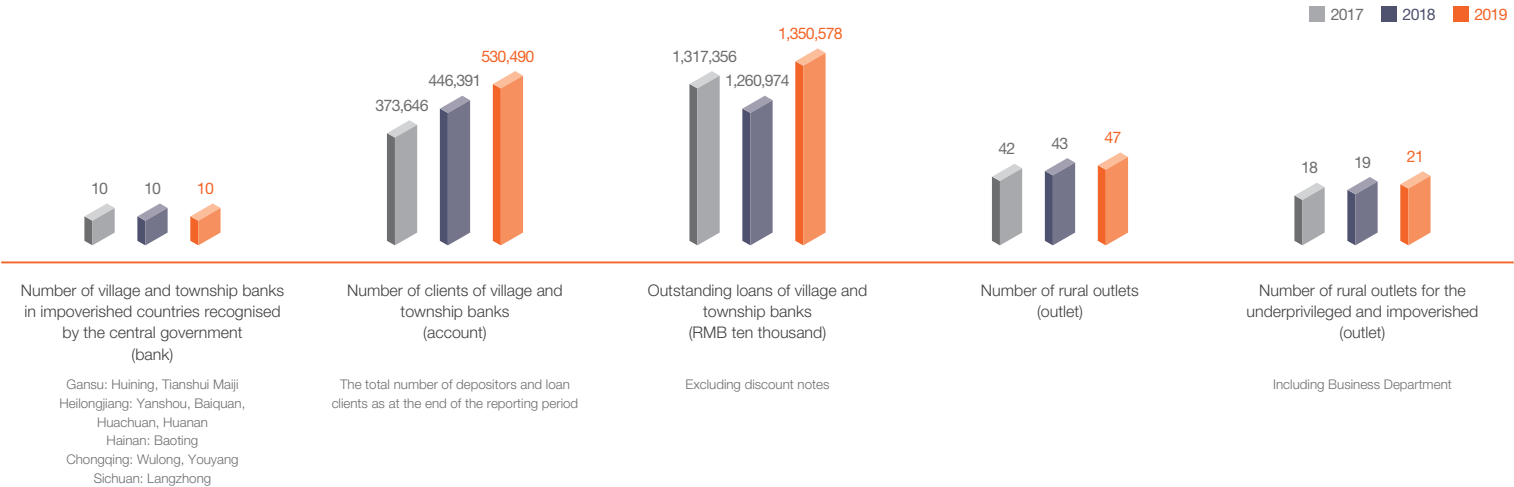 2017 2018 2019
10 10 10
373,646 446,391 530,490
1,317,356 1,260,974 1,350,578
42 43 47
18 19 21
Number of village and township banks
in impoverished countries recognised
by the central government
(bank)
Gansu: Huining, Tianshui Maiji
Heilongjiang: Yanshou, Baiquan,
Huachuan, Huanan
Hainan: Baoting
Chongqing: Wulong, Youyang
Sichuan: Langzhong
Number of clients of village and
township banks
(account)
The total number of depositors and loan
clients as at the end of the reporting period
Outstanding loans of village and
township banks
(RMB ten thousand)
Excluding discount notes
Number of rural outlets
(outlet)
Number of rural outlets for the
underprivileged and impoverished
(outlet)
Including Business Department